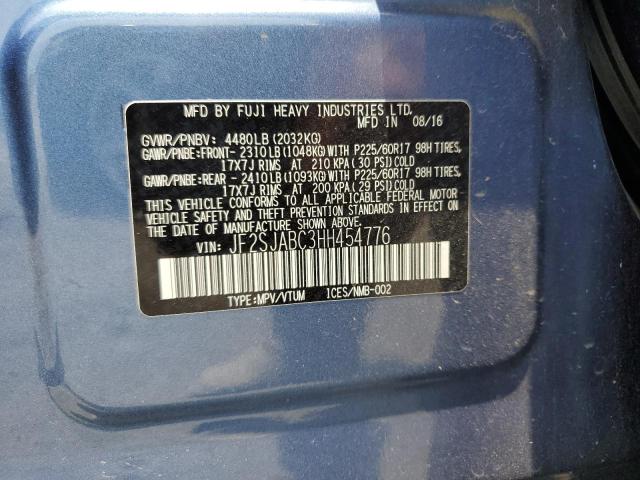 MFD BY FUJI HEAVY INDUSTRIES LTD.
MFD IN 08/16
GVWR/PNBV: 4480LB (2032KG)
GAWR/PNBE:FRONT-2310LB(1048KG)WITH P225/60R17 98H TIRES,
17X7J RIMS AT 210 KPA (30 PSI)COLD
GAWR/PNBE:REAR - 2410LB(1093KG)WITH P225/60R17 98H TIRES,
17X7J RIMS AT 200 KPA (29 PSI)COLD
THIS VEHICLE CONFORMS TO ALL APPLICABLE FEDERAL MOTOR
VEHICLE SAFETY AND THEFT PREVENTION STANDARDS IN EFFECT ON
THE DATE OF MANUFACTURE SHOWN ABOVE.
VIN: JF2SJABC3HH454776
TYPE:MPV/VTUM ICES/NMB-002